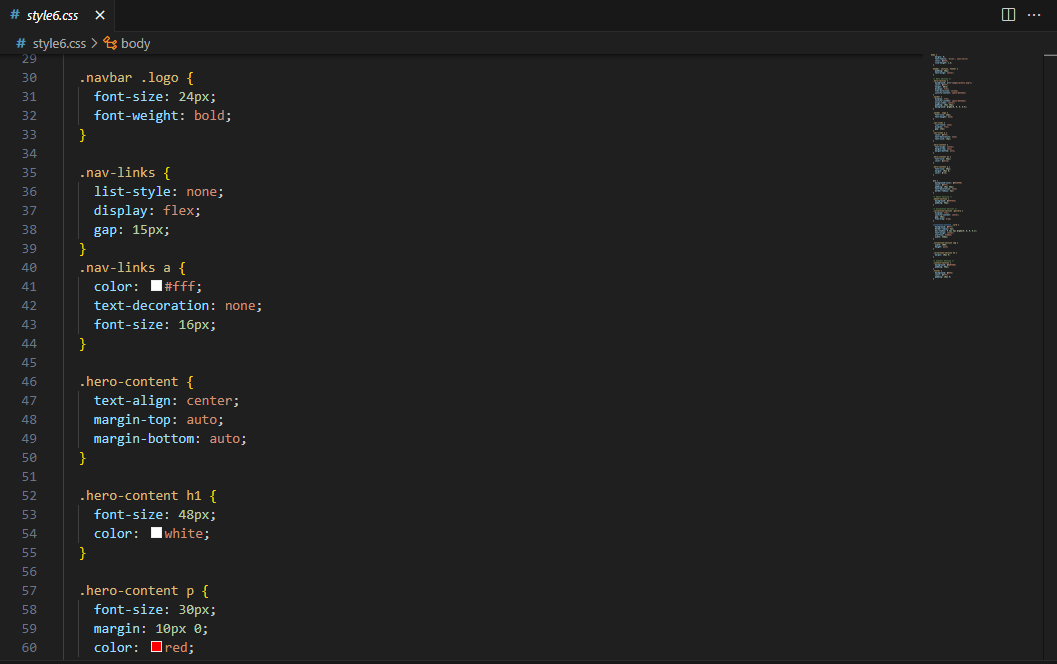 # style6.css ×
# style6.css > body
29
30 .navbar .logo {
31 font-size: 24px;
32 font-weight: bold;
33 }
34
35 .nav-links {
36 list-style: none;
37 display: flex;
38 gap: 15px;
39 }
40 .nav-links a {
41 color: #fff;
42 text-decoration: none;
43 font-size: 16px;
44 }
45
46 .hero-content {
47 text-align: center;
48 margin-top: auto;
49 margin-bottom: auto;
50 }
51
52 .hero-content h1 {
53 font-size: 48px;
54 color: white;
55 }
56
57 .hero-content p {
58 font-size: 30px;
59 margin: 10px 0;
60 color: red;